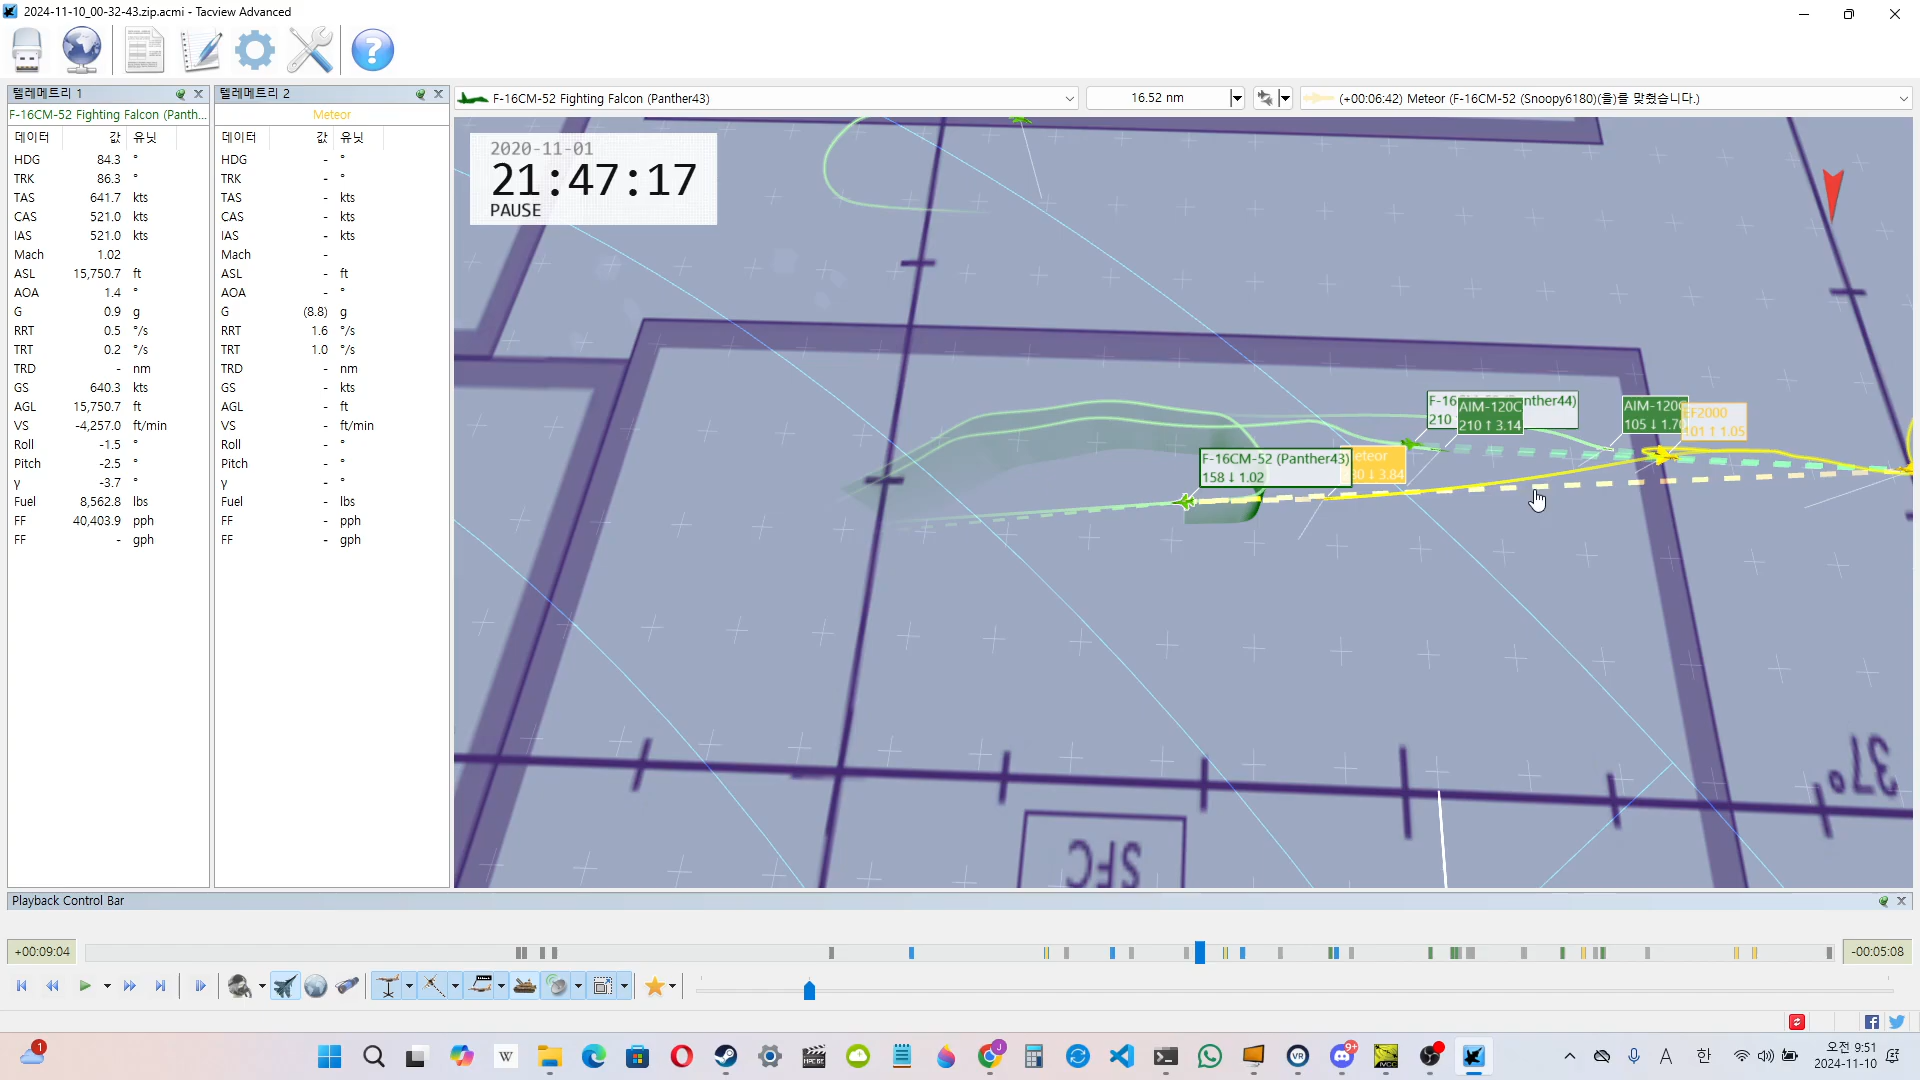 2024-11-10_00-32-43.zip.acmi - Tacview Advanced
텔레메트리 1
텔레메트리 2
F-16CM-52 Fighting Falcon (Panther43)
16.52 nm
(+00:06:42) Meteor (F-16CM-52 (Snoopy6180)(을)를 맞췄습니다.)
F-16CM-52 Fighting Falcon (Panth...
데이터 값 유닛
HDG 84.3 °
TRK 86.3 °
TAS 641.7 kts
CAS 521.0 kts
IAS 521.0 kts
Mach 1.02
ASL 15,750.7 ft
AOA 1.4 °
G 0.9 g
RRT 0.5 °/s
TRT 0.2 °/s
TRD - nm
GS 640.3 kts
AGL 15,750.7 ft
VS -4,257.0 ft/min
Roll -1.5 °
Pitch -2.5 °
γ -3.7 °
Fuel 8,562.8 lbs
FF 40,403.9 pph
FF - gph
Meteor
데이터 값 유닛
HDG - °
TRK - °
TAS - kts
CAS - kts
IAS - kts
Mach -
ASL - ft
AOA - °
G (8.8) g
RRT 1.6 °/s
TRT 1.0 °/s
TRD - nm
GS - kts
AGL - ft
VS - ft/min
Roll - °
Pitch - °
γ - °
Fuel - lbs
FF - pph
FF - gph
2020-11-01
21:47:17
PAUSE
AIM-120C
210 ↑ 3.14
AIM-120C
105 ↓ 1.70
EF2000
101 ↑ 1.05
F-16CM-52 (Panther43)
158 ↓ 1.02
37°
SFC
Playback Control Bar
+00:09:04
-00:05:08
오전 9:51
2024-11-10